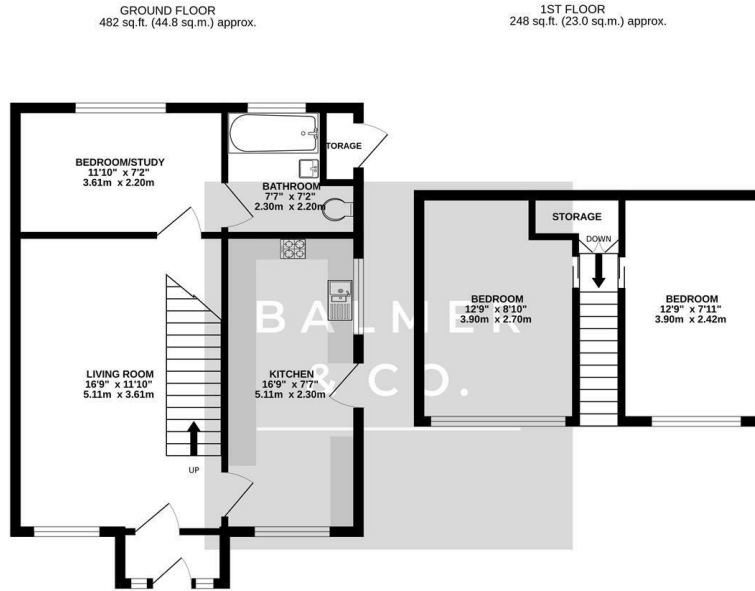 GROUND FLOOR
482 sq.ft. (44.8 sq.m.) approx.
1ST FLOOR
248 sq.ft. (23.0 sq.m.) approx.
BEDROOM/STUDY
11'10" x 7'2"
3.61m x 2.20m
TORAGE
BATHROOM
7'7" x 7'2"
2.30m x 2.20m
STORAGE
DOWN
BEDROOM
12'9" x 8'10"
3.90m x 2.70m
BEDROOM
12'9" x 7'11"
3.90m x 2.42m
BALMER
& CO.
LIVING ROOM
16'9" x 11'10"
5.11m x 3.61m
KITCHEN
16'9" x 7'7"
5.11m x 2.30m
UP